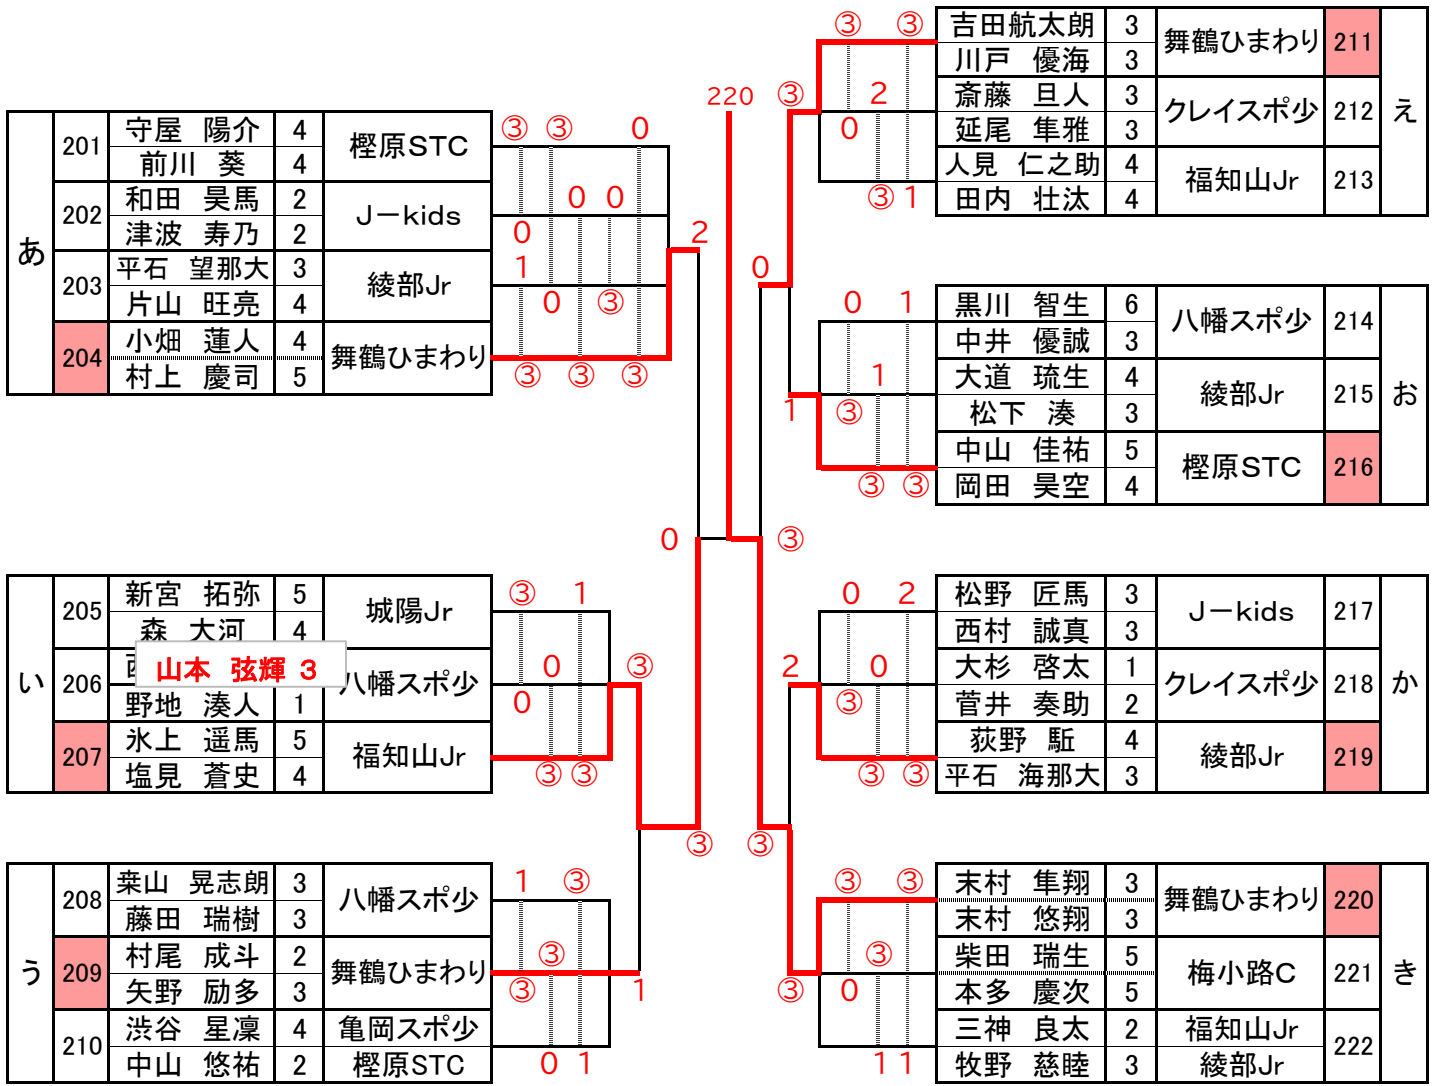 220
あ
201 守屋 陽介 4 樫原STC ③ ③ 0
前川 葵 4
202 和田 昊馬 2 J－kids 0 0
津波 寿乃 2 0 2
203 平石 望那大 3 綾部Jr 1
片山 旺亮 4 0 ③
204 小畑 蓮人 4 舞鶴ひまわり
村上 慶司 5 ③ ③ ③
い
205 新宮 拓弥 5 城陽Jr ③ 1
森 大河 4
山本 弦輝 3
206 八幡スポ少 0 ③
野地 湊人 1 0
207 氷上 遥馬 5 福知山Jr
塩見 蒼史 4 ③ ③
0
③
う
208 桒山 晃志朗 3 八幡スポ少 1 ③
藤田 瑞樹 3
209 村尾 成斗 2 舞鶴ひまわり ③
矢野 励多 3 ③ 1
210 渋谷 星凜 4 亀岡スポ少
中山 悠祐 2 樫原STC 0 1
③ ③ 吉田航太朗 3 舞鶴ひまわり 211
川戸 優海 3
え
③ 2 斎藤 旦人 3 クレイスポ少 212
0 延尾 隼雅 3
人見 仁之助 4 福知山Jr 213
③ 1 田内 壮汰 4
0
0 1 黒川 智生 6 八幡スポ少 214
中井 優誠 3
お
1 大道 琉生 4 綾部Jr 215
1 ③ 松下 湊 3
中山 佳祐 5 樫原STC 216
③ ③ 岡田 昊空 4
③
0 2 松野 匠馬 3 J－kids 217
西村 誠真 3
か
2 0 大杉 啓太 1 クレイスポ少 218
③ 菅井 奏助 2
荻野 駈 4 綾部Jr 219
③ ③ 平石 海那大 3
③
③ ③ 末村 隼翔 3 舞鶴ひまわり 220
末村 悠翔 3
き
③ 柴田 瑞生 5 梅小路C 221
③ 0 本多 慶次 5
三神 良太 2 福知山Jr 222
1 1 牧野 慈睦 3 綾部Jr